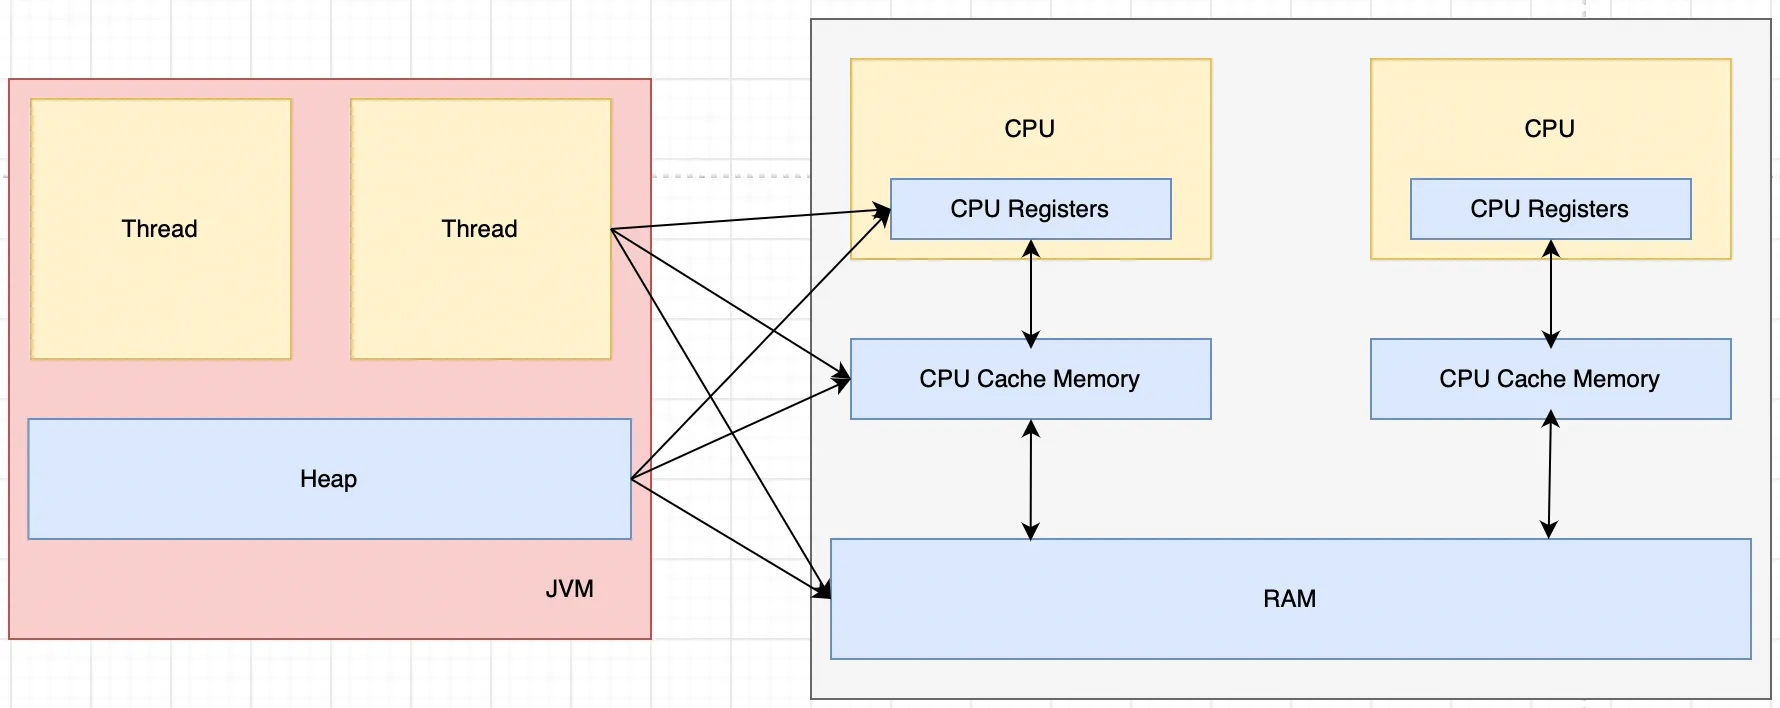 Thread
Thread
Heap
JVM
CPU
CPU Registers
CPU Cache Memory
CPU
CPU Registers
CPU Cache Memory
RAM